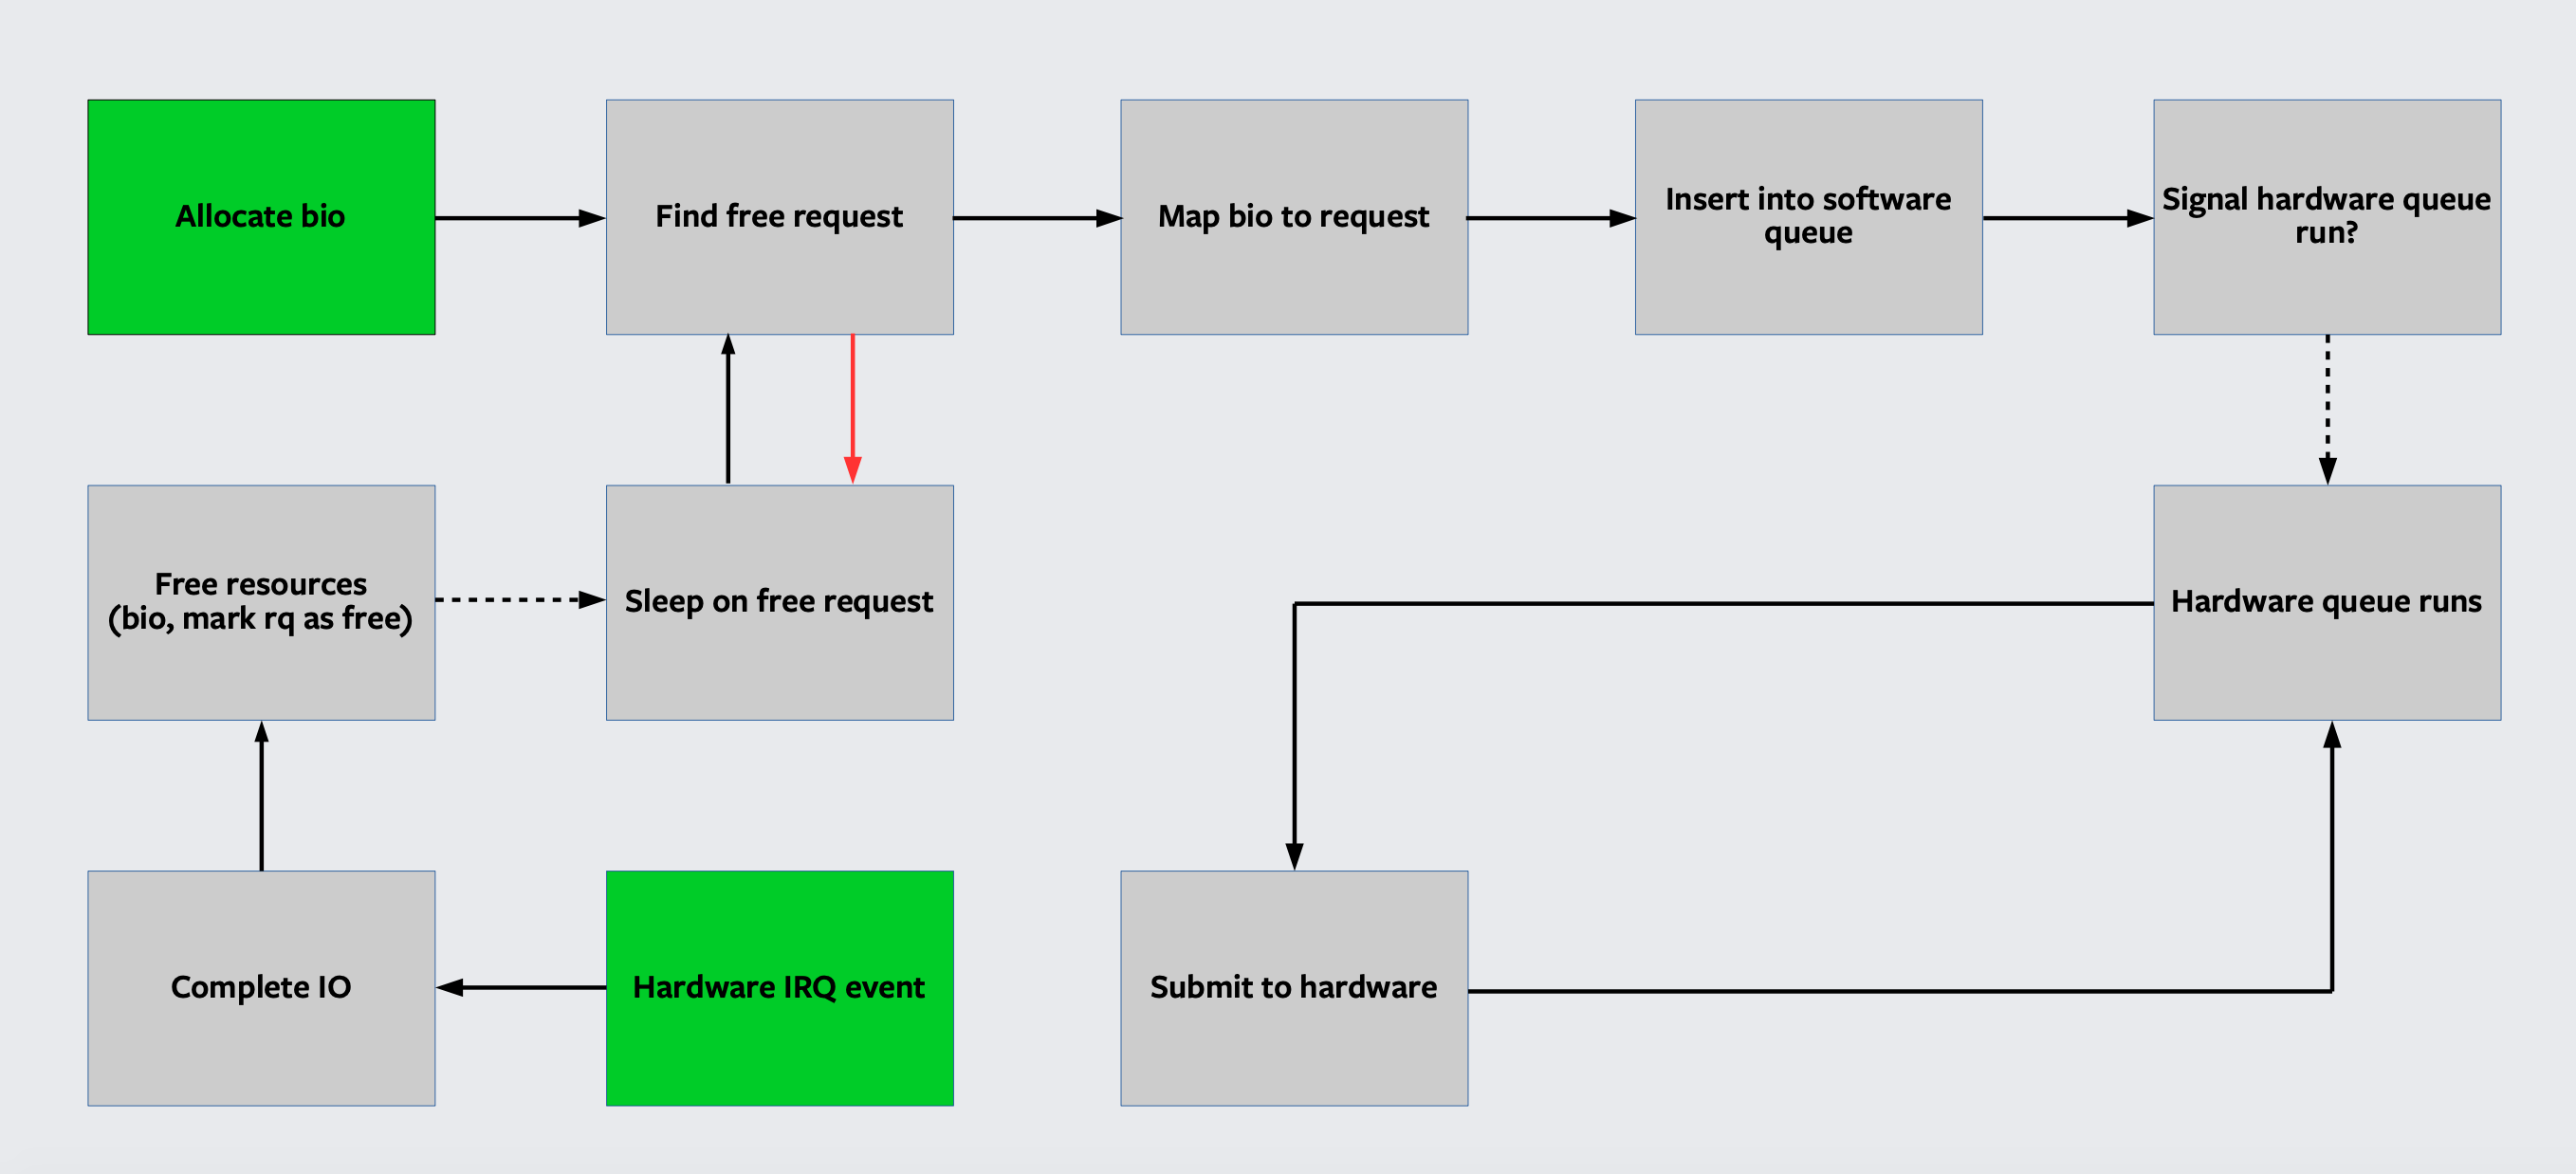 Allocate bio
Find free request
Map bio to request
Insert into software
queue
Signal hardware queue
run?
Free resources
(bio, mark rq as free)
Sleep on free request
Hardware queue runs
Complete IO
Hardware IRQ event
Submit to hardware